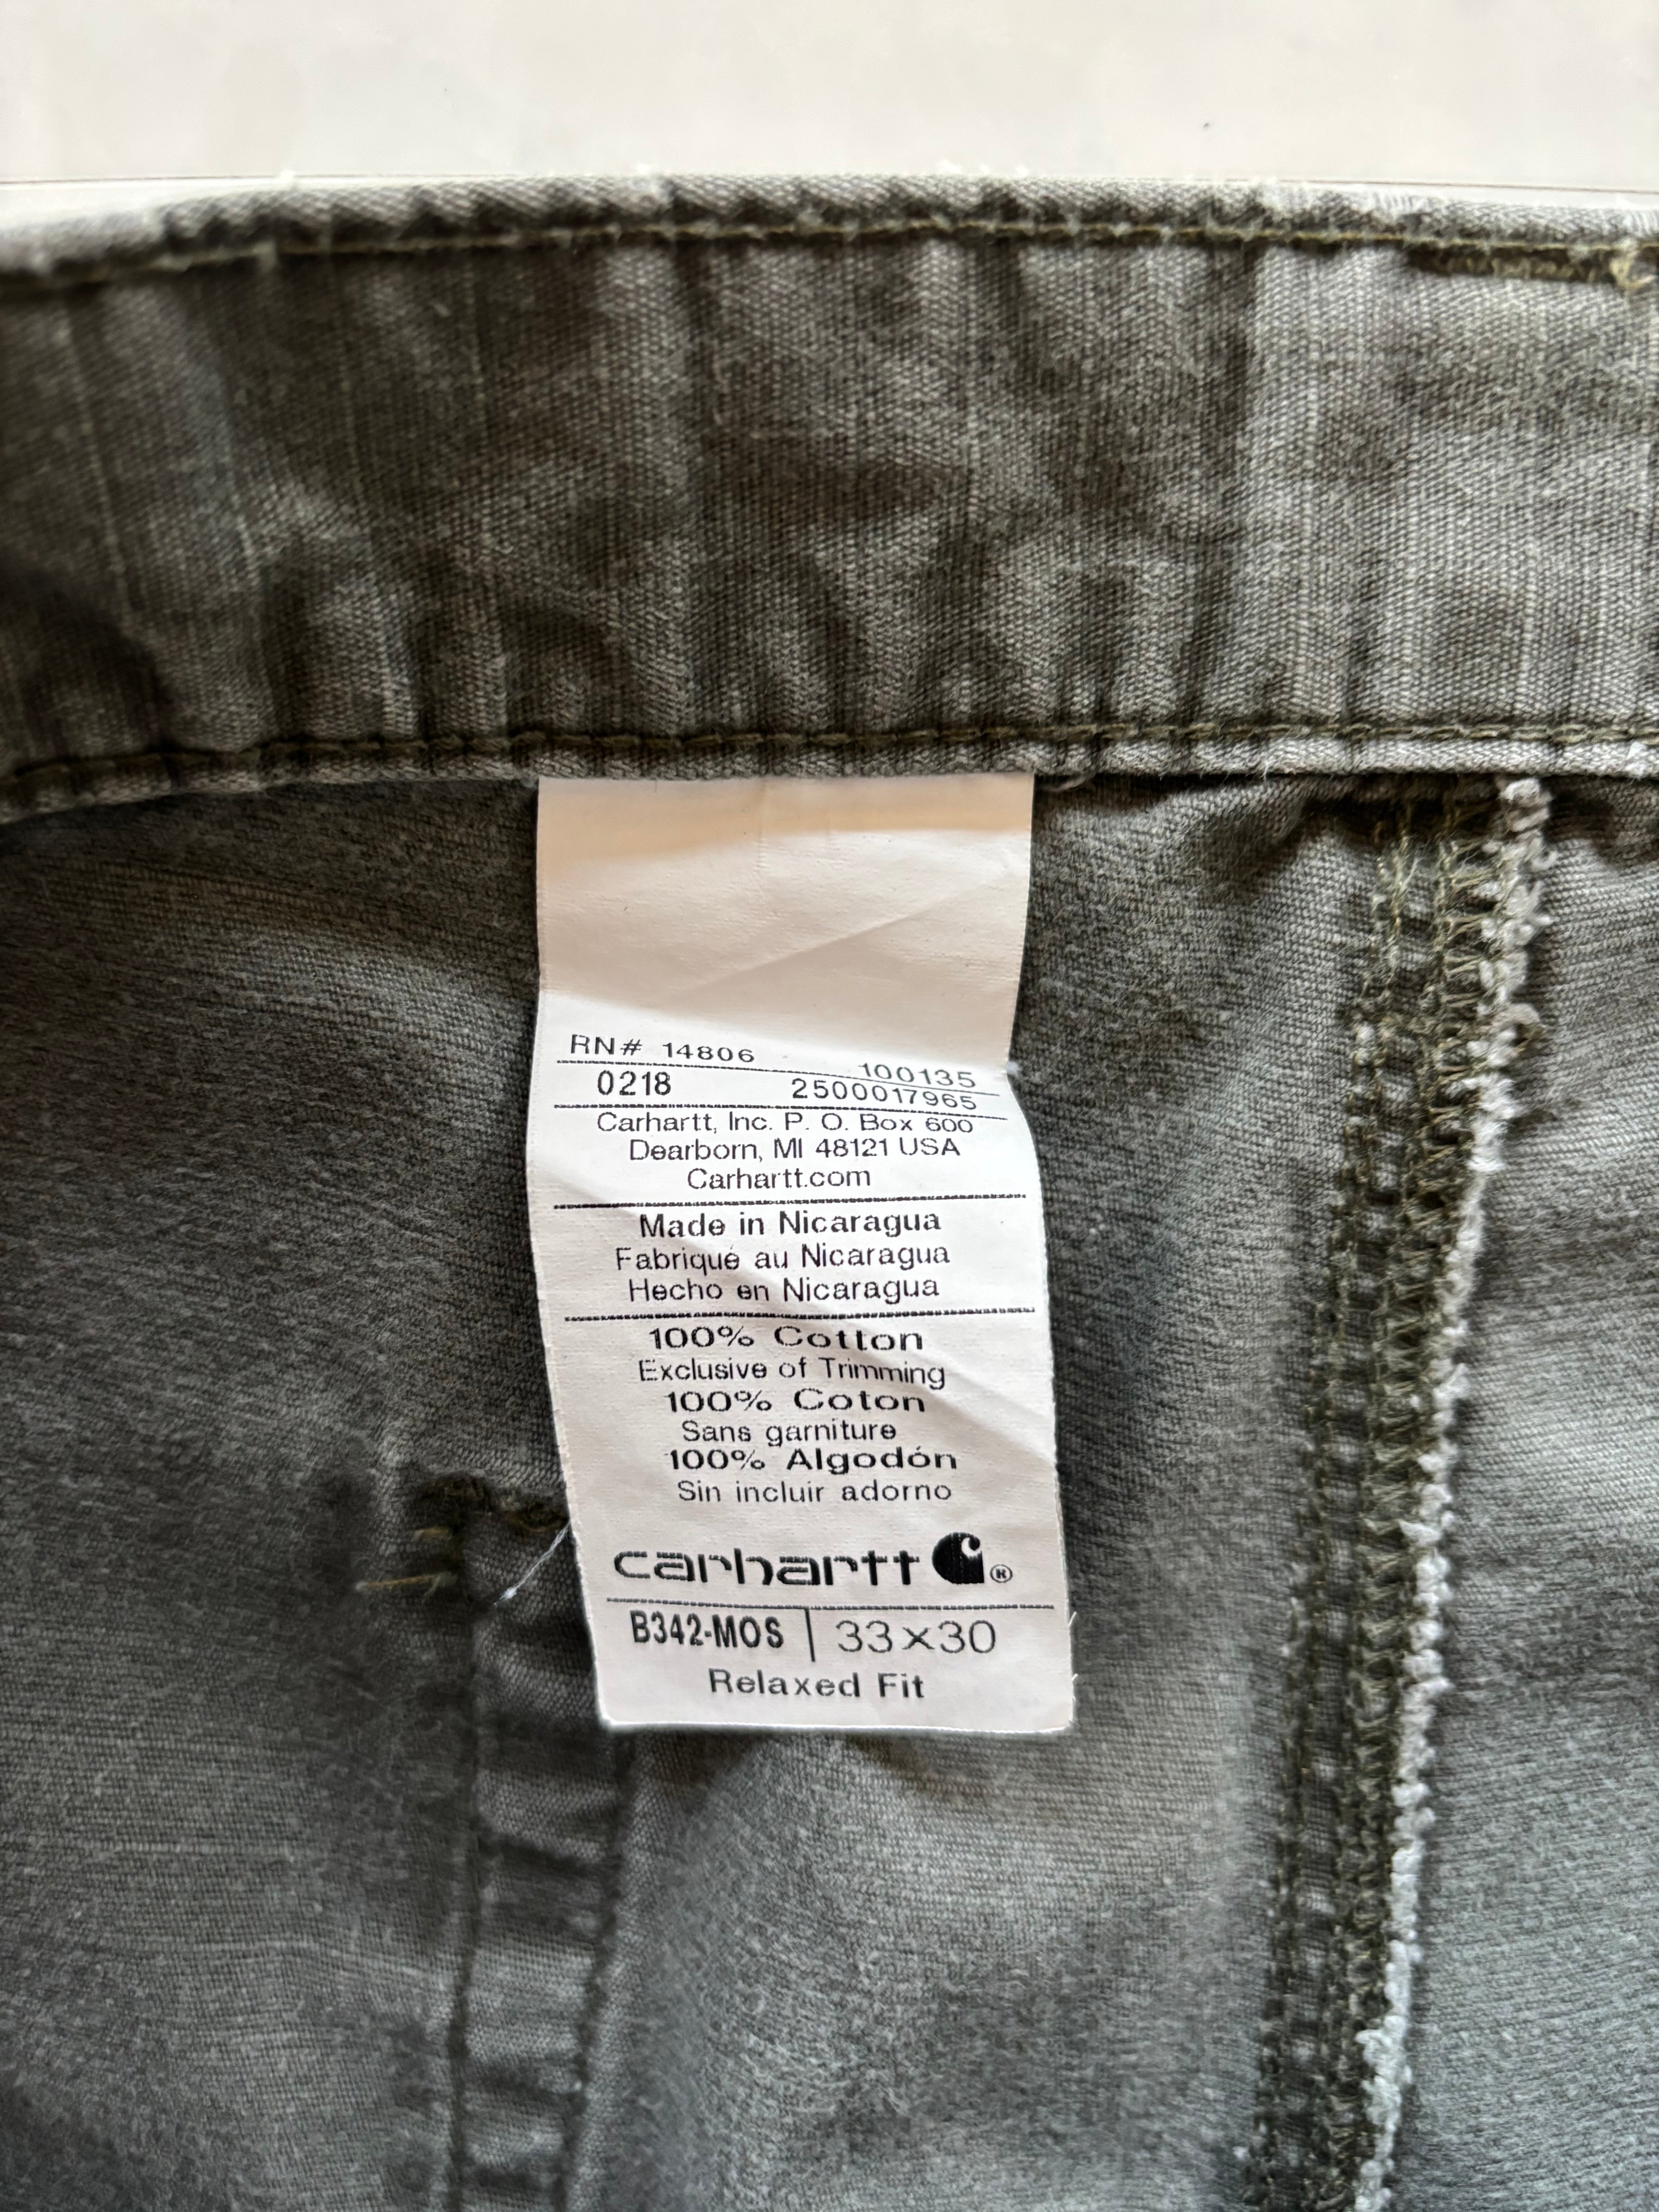 RN# 14806
100135
0218 2500017965
Carhartt, Inc. P. O. Box 600
Dearborn, MI 48121 USA
Carhartt.com
Made in Nicaragua
Fabriqué au Nicaragua
Hecho en Nicaragua
100% Cotton
Exclusive of Trimming
100% Coton
Sans garniture
100% Algodón
Sin incluir adorno
carhartt ®
B342-MOS | 33x30
Relaxed Fit